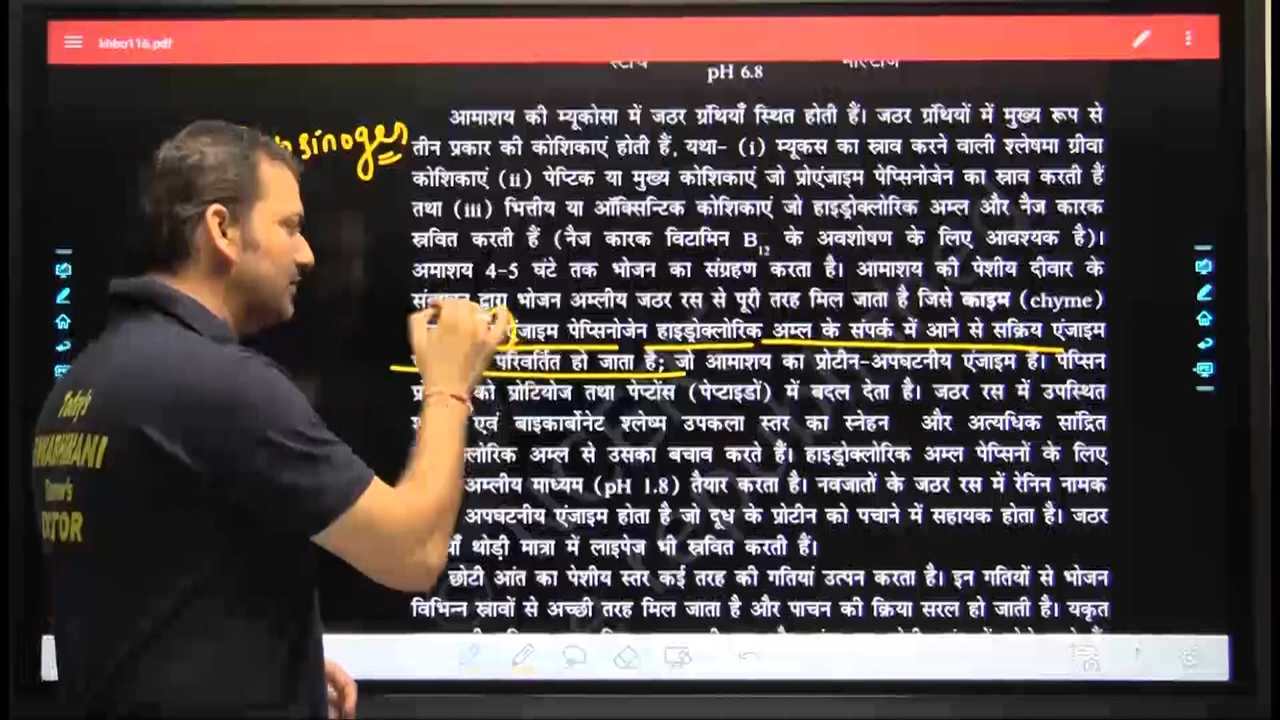 khbo116.pdf
pH 6.8
sinogen
आमाशय की म्यूकोसा में जठर ग्रंथियाँ स्थित होती हैं। जठर ग्रंथियों में मुख्य रूप से
तीन प्रकार की कोशिकाएं होती हैं, यथा- (i) म्यूकस का स्राव करने वाली श्लेषमा ग्रीवा
कोशिकाएं (ii) पेप्टिक या मुख्य कोशिकाएं जो प्रोएंजाइम पेप्सिनोजेन का स्राव करती हैं
तथा (iii) भित्तीय या ऑक्सिन्टिक कोशिकाएं जो हाइड्रोक्लोरिक अम्ल और नैज कारक
स्रवित करती हैं (नैज कारक विटामिन B12 के अवशोषण के लिए आवश्यक है)।
अमाशय 4-5 घंटे तक भोजन का संग्रहण करता है। आमाशय की पेशीय दीवार के
द्वारा भोजन अम्लीय जठर रस से पूरी तरह मिल जाता है जिसे काइम (chyme)
एंजाइम पेप्सिनोजेन हाइड्रोक्लोरिक अम्ल के संपर्क में आने से सक्रिय एंजाइम
परिवर्तित हो जाता है; जो आमाशय का प्रोटीन-अपघटनीय एंजाइम है। पेप्सिन
को प्रोटियोज तथा पेप्टोंस (पेप्टाइडों) में बदल देता है। जठर रस में उपस्थित
एवं बाइकार्बोनेट श्लेष्म उपकला स्तर का स्नेहन और अत्यधिक सांद्रित
क्लोरिक अम्ल से उसका बचाव करते हैं। हाइड्रोक्लोरिक अम्ल पेप्सिनों के लिए
अम्लीय माध्यम (pH 1.8) तैयार करता है। नवजातों के जठर रस में रेनिन नामक
अपघटनीय एंजाइम होता है जो दूध के प्रोटीन को पचाने में सहायक होता है। जठर
थोड़ी मात्रा में लाइपेज भी स्रवित करती हैं।
छोटी आंत का पेशीय स्तर कई तरह की गतियां उत्पन करता है। इन गतियों से भोजन
विभिन्न स्रावों से अच्छी तरह मिल जाता है और पाचन की क्रिया सरल हो जाती है। यकृत
Today's